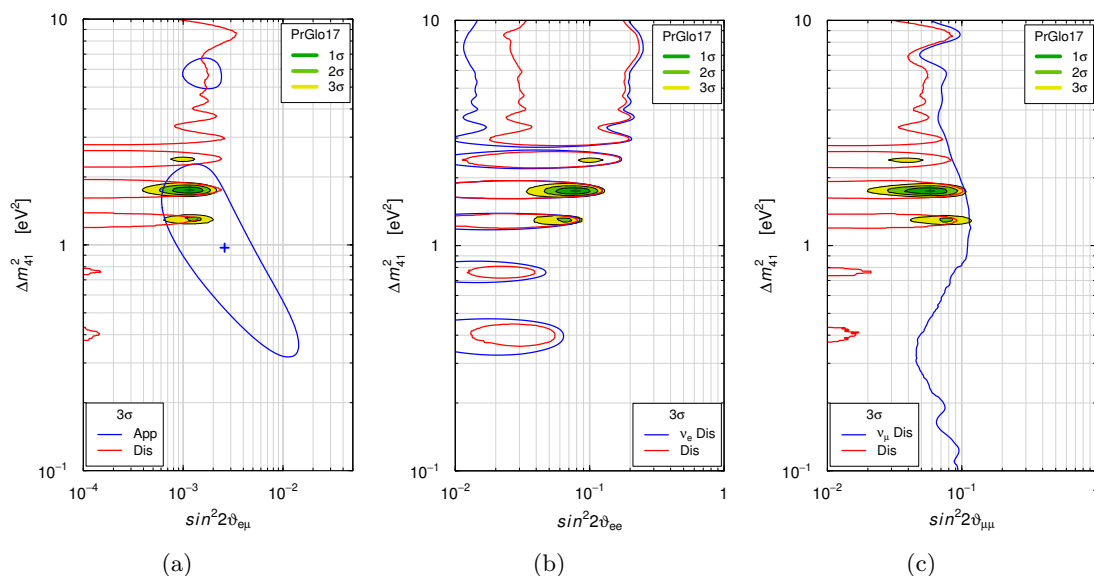 PrGlo17
1σ
2σ
3σ
3σ
App
Dis
10
1
10⁻¹
10⁻⁴
10⁻³
10⁻²
Δm²₄₁ [eV²]
sin²2ϑeμ
(a)
PrGlo17
1σ
2σ
3σ
3σ
νe Dis
Dis
10
1
10⁻¹
10⁻²
10⁻¹
1
Δm²₄₁ [eV²]
sin²2ϑee
(b)
PrGlo17
1σ
2σ
3σ
3σ
νμ Dis
Dis
10
1
10⁻¹
10⁻²
10⁻¹
1
Δm²₄₁ [eV²]
sin²2ϑμμ
(c)